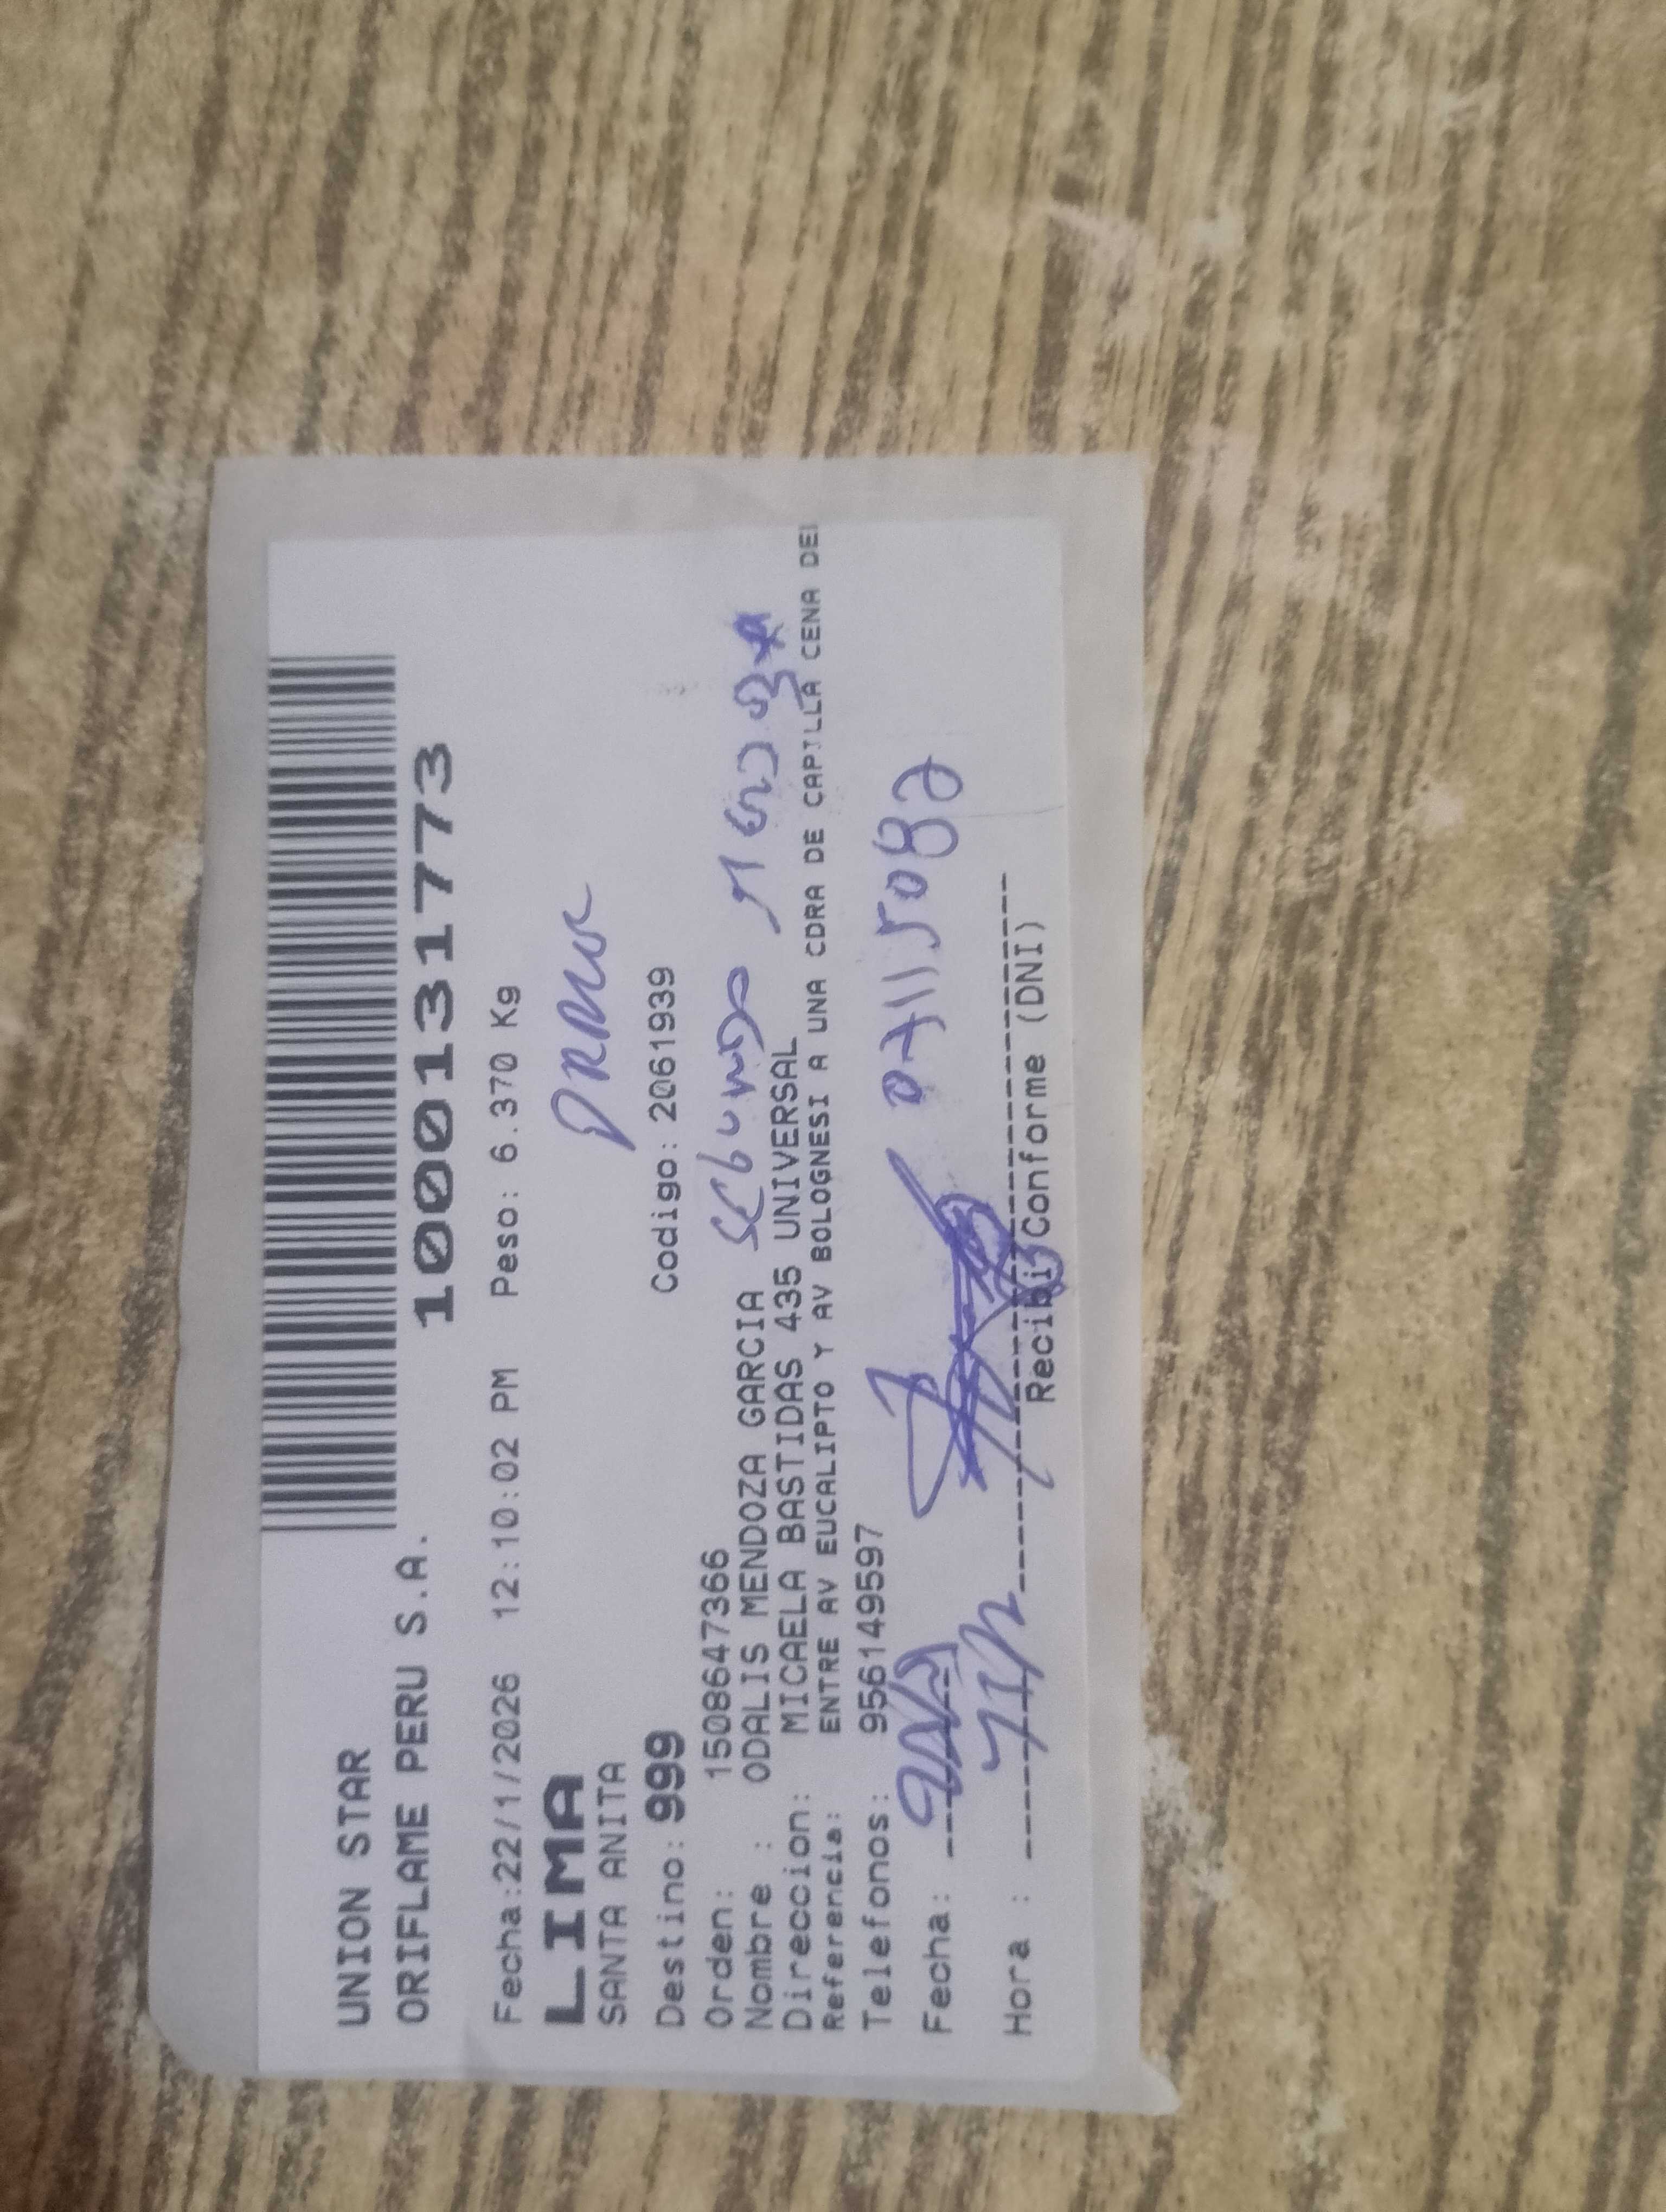 UNION STAR
ORIFLAME PERU S.A.
1000131773
Fecha:22/1/2026 12:10:02 PM Peso: 6.370 Kg
LIMA
SANTA ANITA
Destino: 999 Codigo: 2061939
Orden: 1508647366
Nombre : ODALIS MENDOZA GARCIA
Direccion: MICAELA BASTIDAS 435 UNIVERSAL
Referencia: ENTRE AV EUCALIPTO Y AV BOLOGNESI A UNA CDRA DE CAPILLA CENA DE
Telefonos: 956149597
Fecha:
Hora :
Recibi Conforme (DNI)